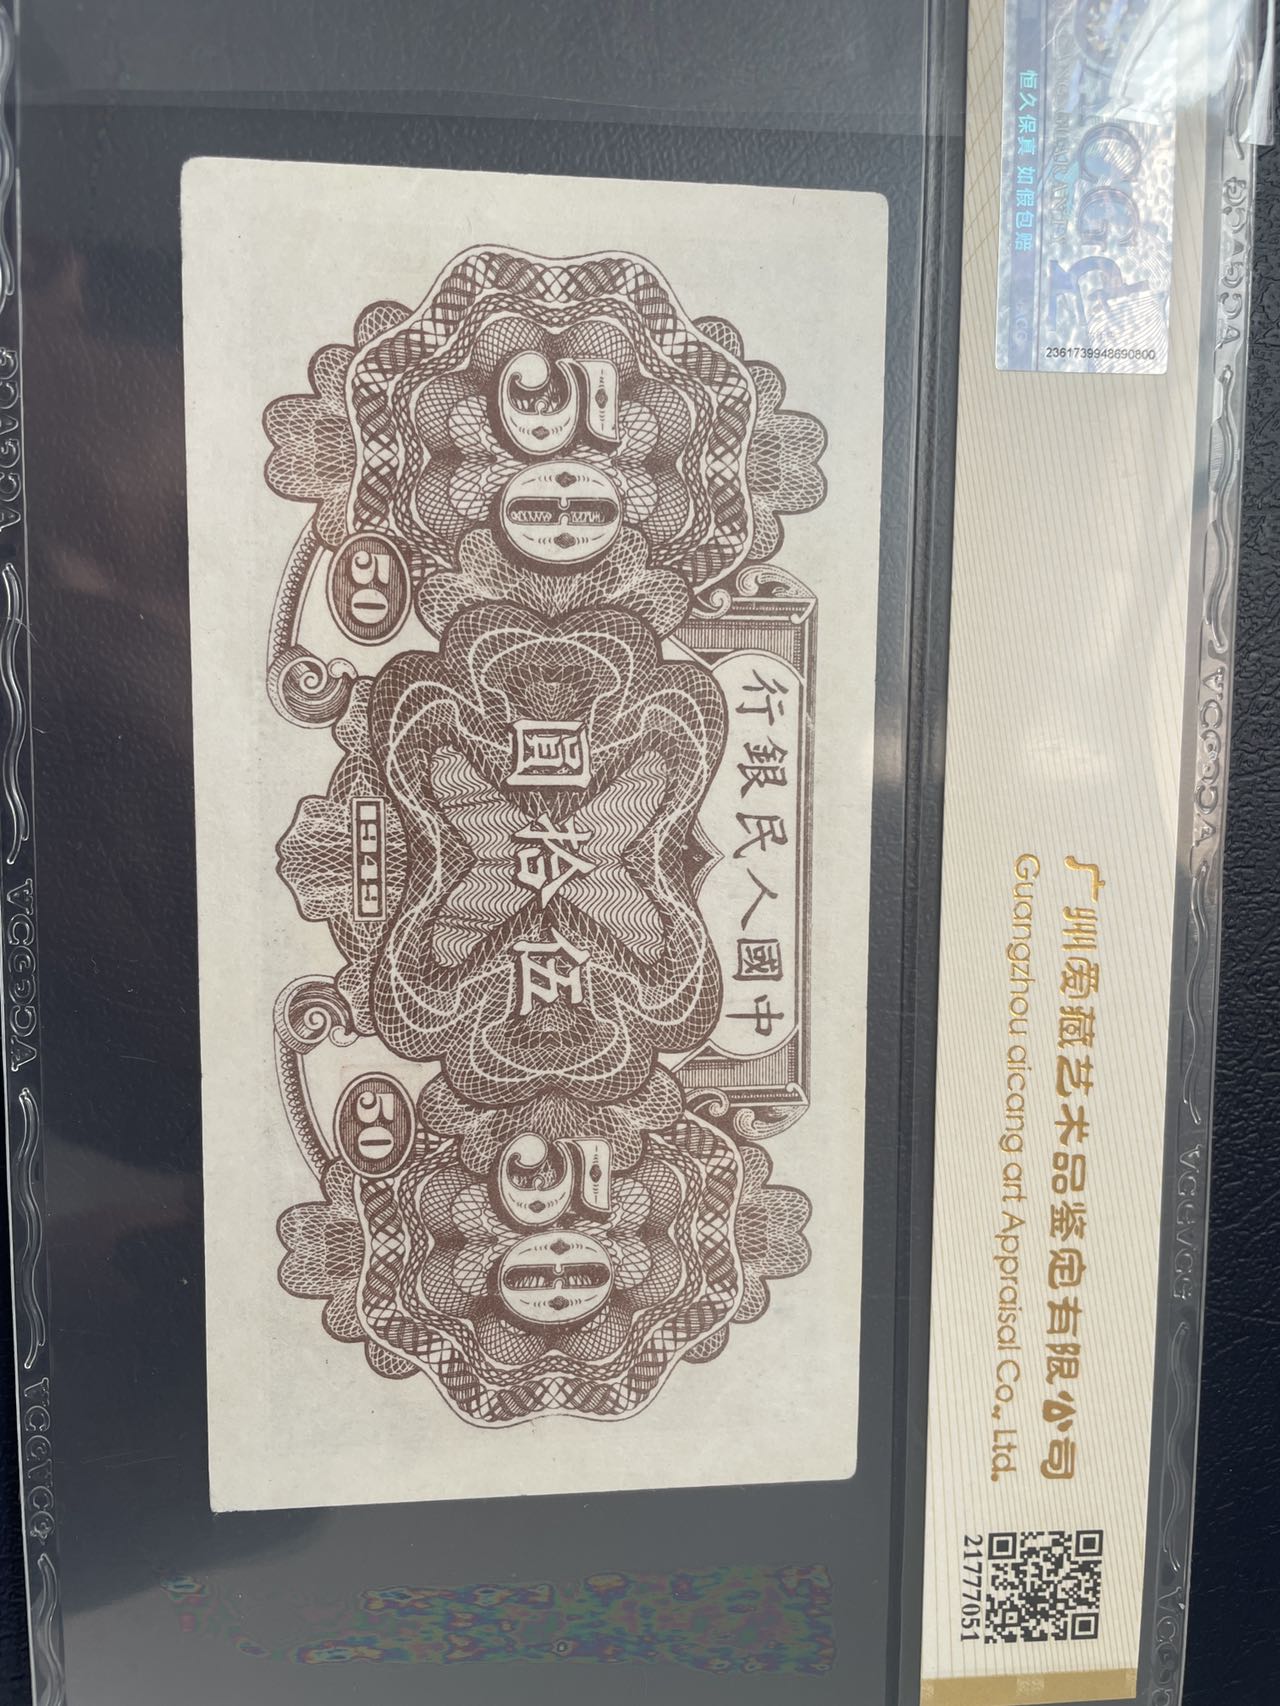 恒久保真 如假包赔
2361739948690800
广州爱藏艺术品鉴定有限公司
Guangzhou aicang art Appraisal Co., Ltd.
21777051
行銀民人國中
50
50
圓拾伍
50
50
1949